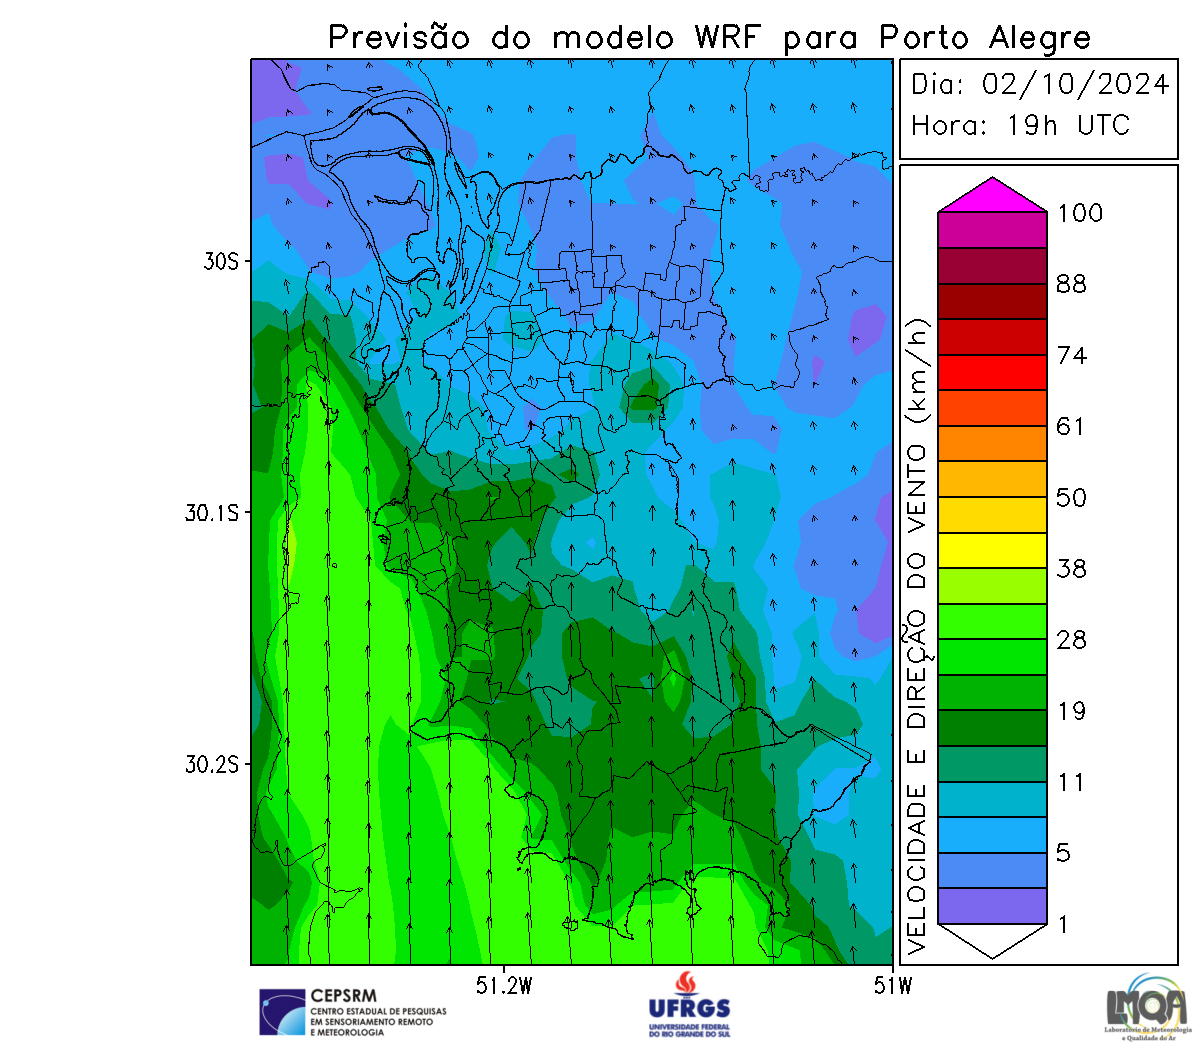 Previsão do modelo WRF para Porto Alegre
Dia: 02/10/2024
Hora: 19h UTC
30S
30.1S
30.2S
51.2W
51W
VELOCIDADE E DIREÇÃO DO VENTO (km/h)
100
88
74
61
50
38
28
19
11
5
1
CEPSRM
CENTRO ESTADUAL DE PESQUISAS
EM SENSORIAMENTO REMOTO
E METEOROLOGIA
UFRGS
UNIVERSIDADE FEDERAL
DO RIO GRANDE DO SUL
LMQA
Laboratório de Meteorologia
e Qualidade do Ar